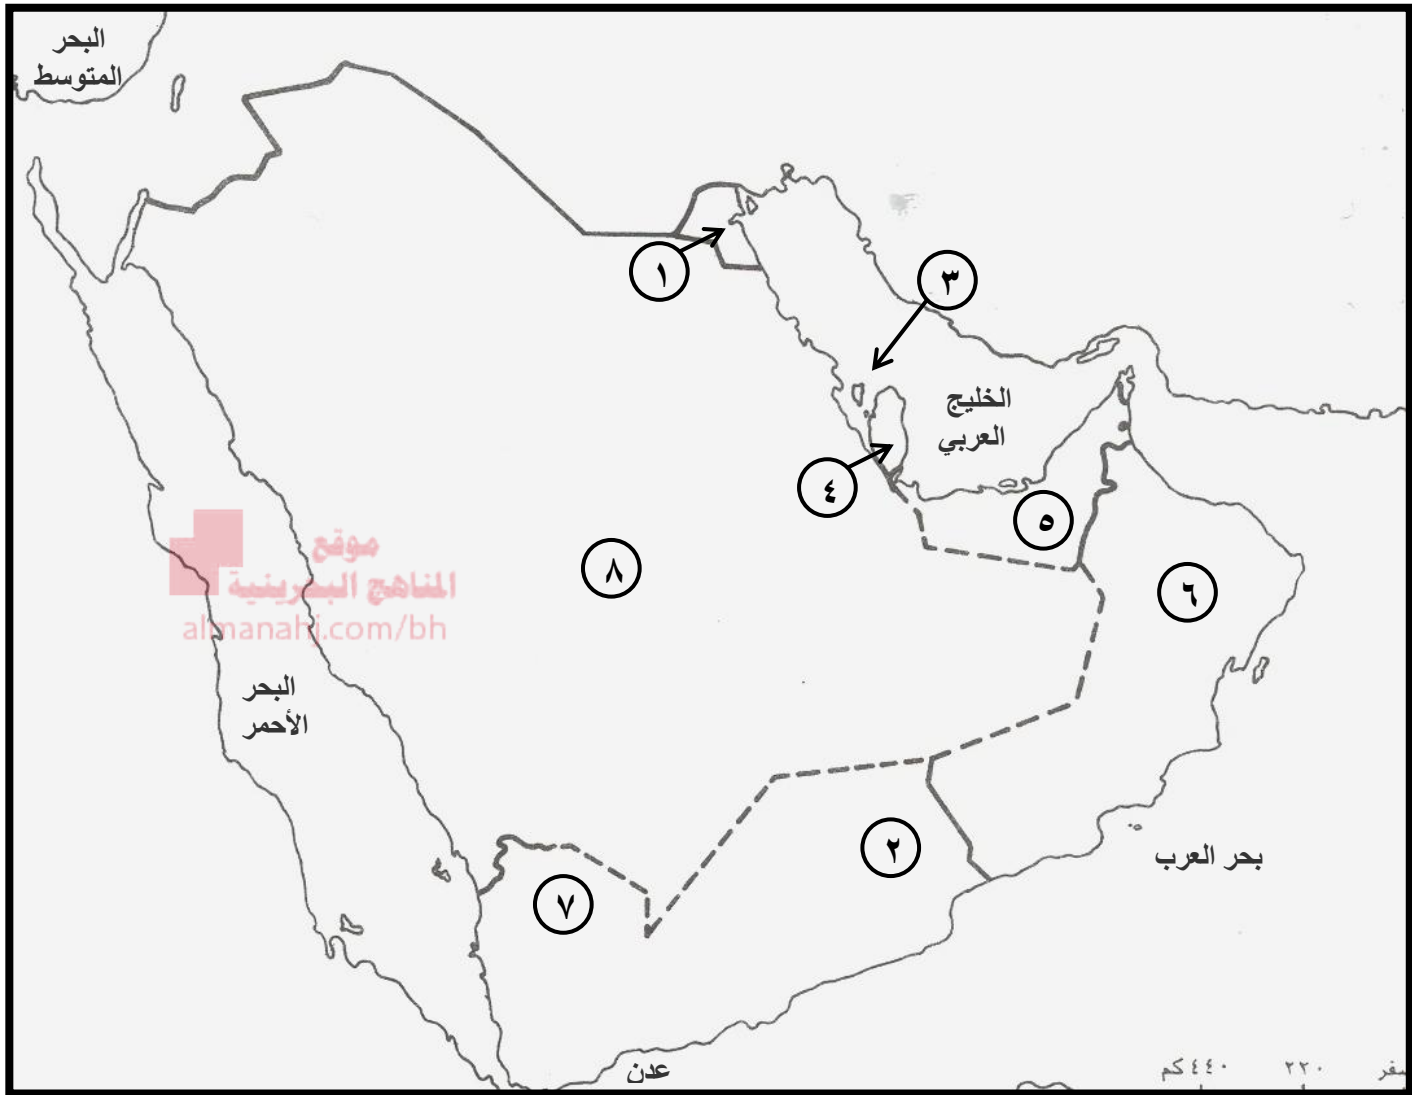 البحر
المتوسط
١
٣
الخليج
العربي
٤
٥
موقع
المناهج البحرينية
almanahj.com/bh
٨
٦
البحر
الأحمر
٢
بحر العرب
٧
عدن
صفر ٢٢٠ ٤٤٠ كم